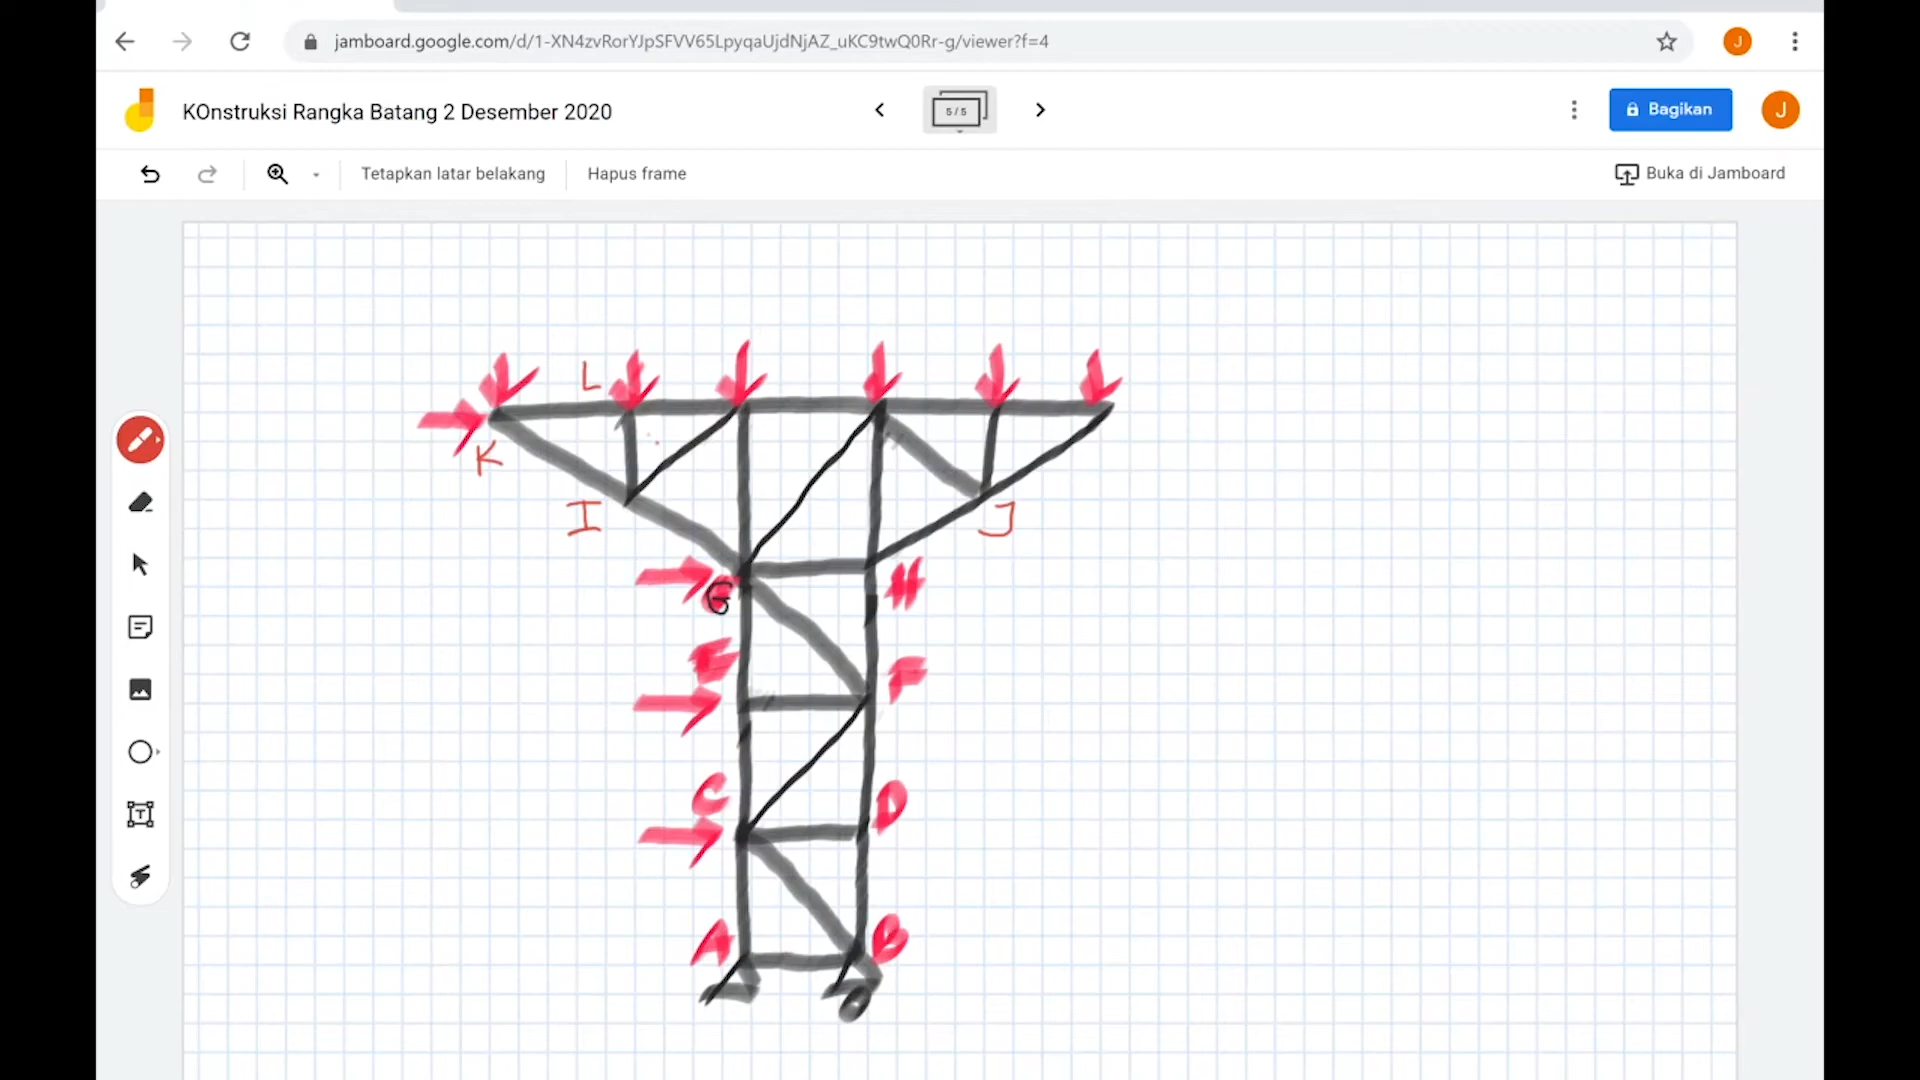 jamboard.google.com/d/1-XN4zvRorYJpSFVV65LpyqaUjdNjAZ_uKC9twQ0Rr-g/viewer?f=4
J
KOnstruksi Rangka Batang 2 Desember 2020
5 / 5
Bagikan
J
Tetapkan latar belakang
Hapus frame
Buka di Jamboard
L
K
I
J
G
H
E
F
C
D
A
B